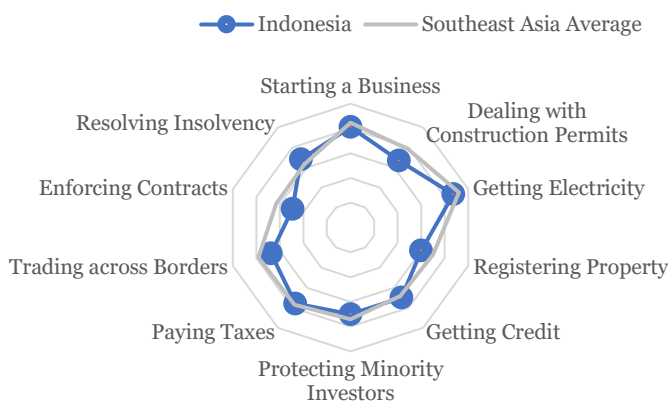 Indonesia
Southeast Asia Average
Starting a Business
Dealing with
Construction Permits
Getting Electricity
Registering Property
Getting Credit
Protecting Minority
Investors
Paying Taxes
Trading across Borders
Enforcing Contracts
Resolving Insolvency